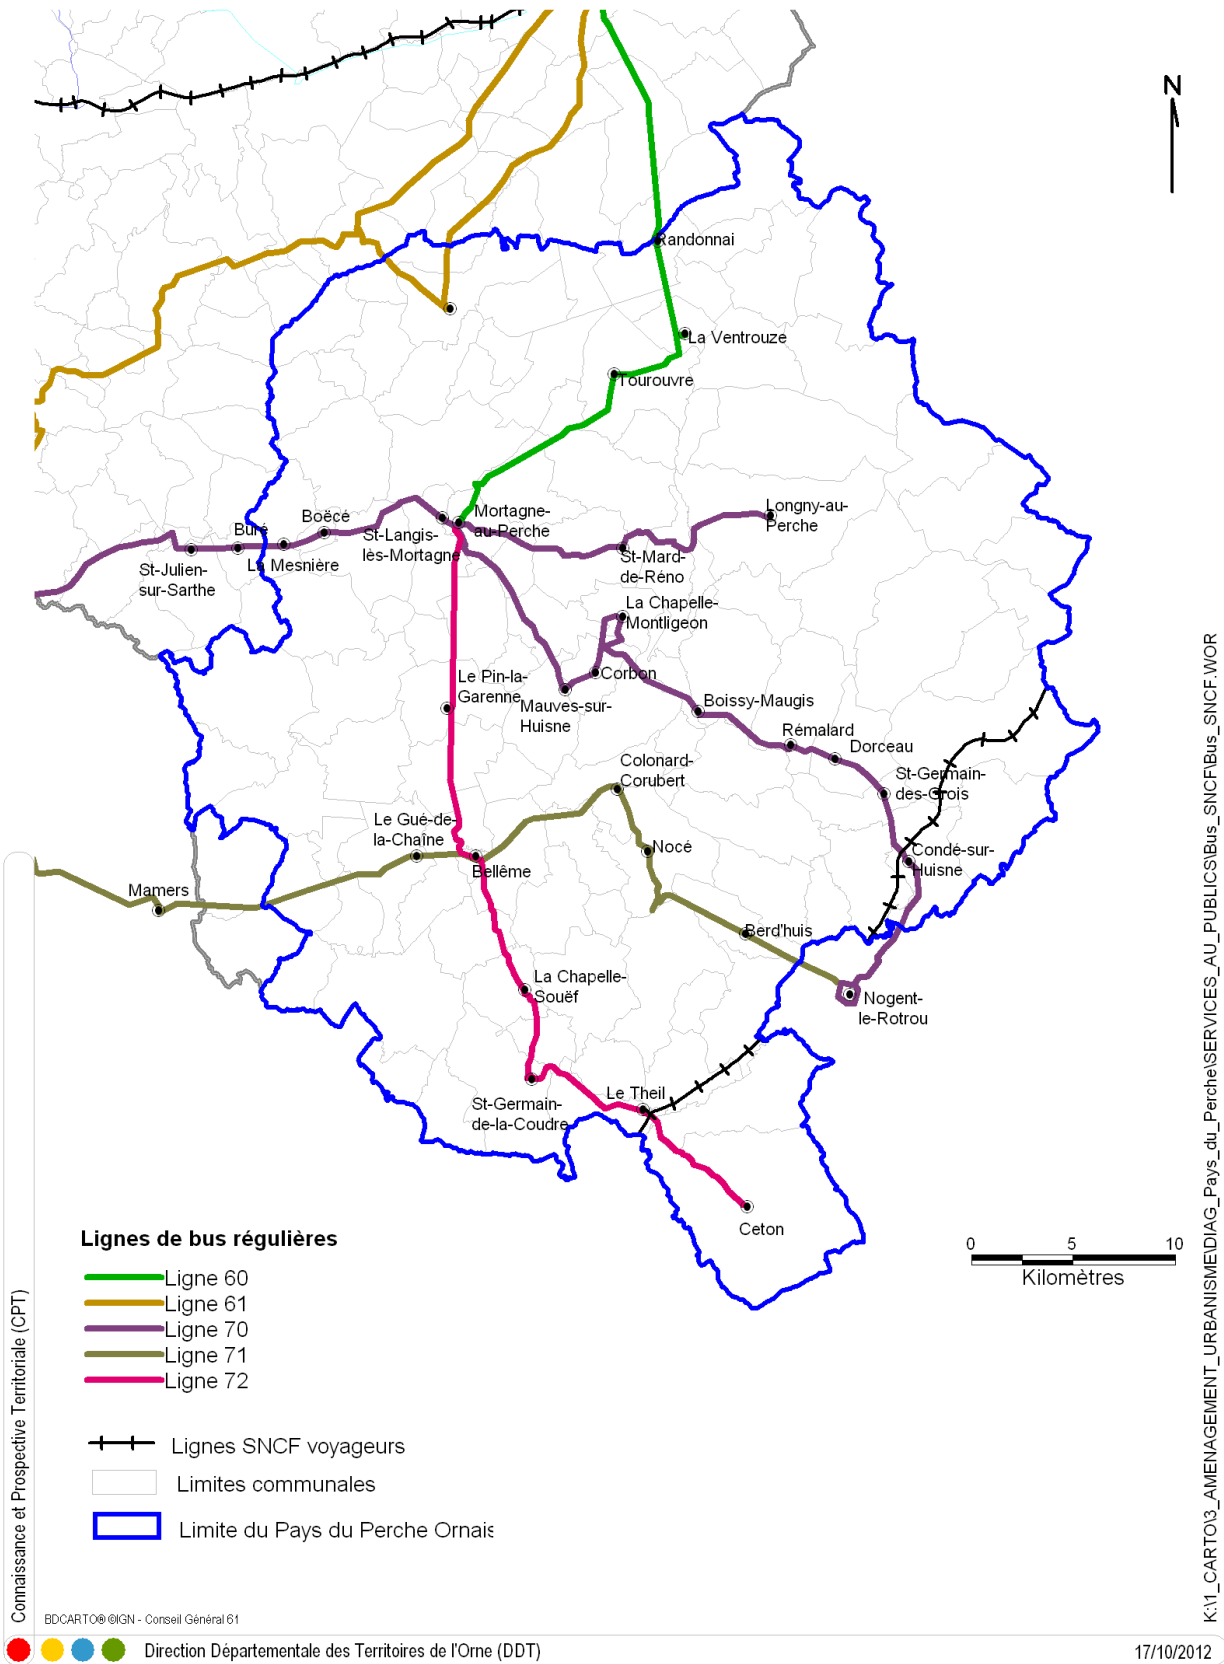 N
Randonnai
La Ventrouze
Tourouvre
Longny-au-
Perche
Mortagne-
au-Perche
Boëcé
St-Langis-
lès-Mortagne
Buré
La Mesnière
St-Julien-
sur-Sarthe
St-Mard-
de-Réno
La Chapelle-
Montligeon
Corbon
Le Pin-la-
Garenne
Mauves-sur-
Huisne
Boissy-Maugis
Rémalard
Dorceau
Colonard-
Corubert
St-Germain-
des-Grois
Le Gué-de-
la-Chaîne
Nocé
Condé-sur-
Huisne
Bellême
Mamers
Berd'huis
La Chapelle-
Souëf
Nogent-
le-Rotrou
Le Theil
St-Germain-
de-la-Coudre
Ceton
0 5 10
Kilomètres
Lignes de bus régulières
Ligne 60
Ligne 61
Ligne 70
Ligne 71
Ligne 72
Lignes SNCF voyageurs
Limites communales
Limite du Pays du Perche Ornais
Connaissance et Prospective Territoriale (CPT)
K:\1_CARTO\3_AMENAGEMENT_URBANISME\DIAG_Pays_du_Perche\SERVICES_AU_PUBLICS\Bus_SNCF\Bus_SNCF.WOR
BDCARTO® ©IGN - Conseil Général 61
Direction Départementale des Territoires de l'Orne (DDT)
17/10/2012